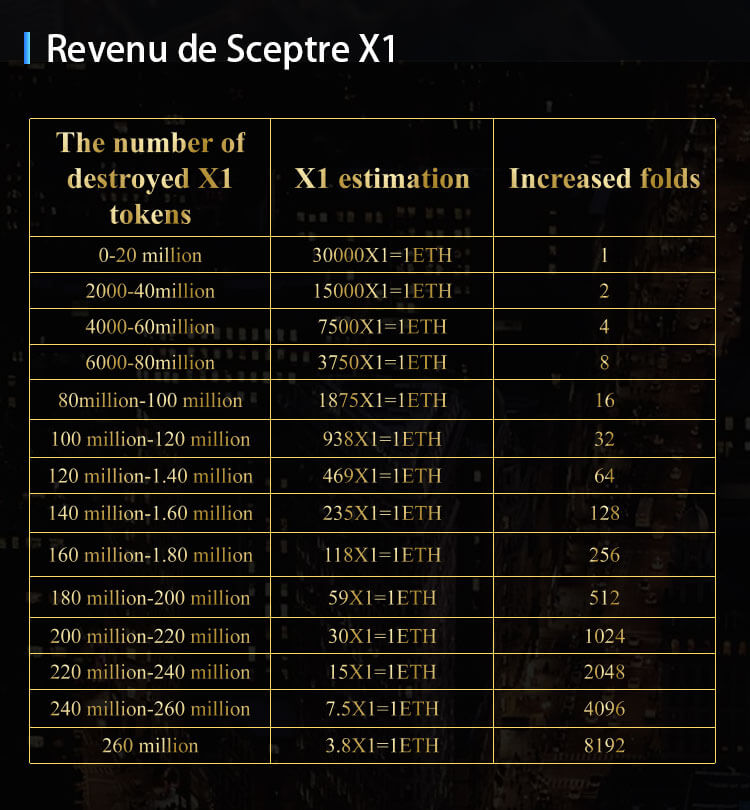 Revenu de Sceptre X1
The number of
destroyed X1
tokens
X1 estimation
Increased folds
0-20 million 30000X1=1ETH 1
2000-40million 15000X1=1ETH 2
4000-60million 7500X1=1ETH 4
6000-80million 3750X1=1ETH 8
80million-100 million 1875X1=1ETH 16
100 million-120 million 938X1=1ETH 32
120 million-1.40 million 469X1=1ETH 64
140 million-1.60 million 235X1=1ETH 128
160 million-1.80 million 118X1=1ETH 256
180 million-200 million 59X1=1ETH 512
200 million-220 million 30X1=1ETH 1024
220 million-240 million 15X1=1ETH 2048
240 million-260 million 7.5X1=1ETH 4096
260 million 3.8X1=1ETH 8192